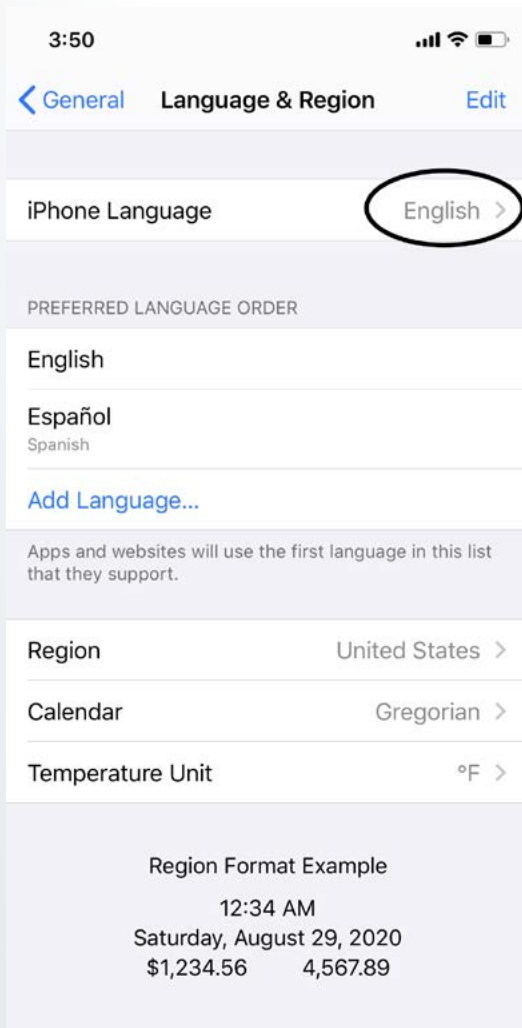 3:50
General Language & Region Edit
iPhone Language English
PREFERRED LANGUAGE ORDER
English
Español
Spanish
Add Language...
Apps and websites will use the first language in this list
that they support.
Region United States
Calendar Gregorian
Temperature Unit °F
Region Format Example
12:34 AM
Saturday, August 29, 2020
$1,234.56 4,567.89